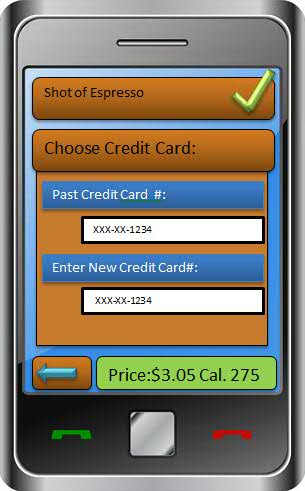 Shot of Espresso
Choose Credit Card:
Past Credit Card  #:
XXX-XX-1234
Enter New Credit Card#:
XXX-XX-1234
Price:$3.05 Cal. 275